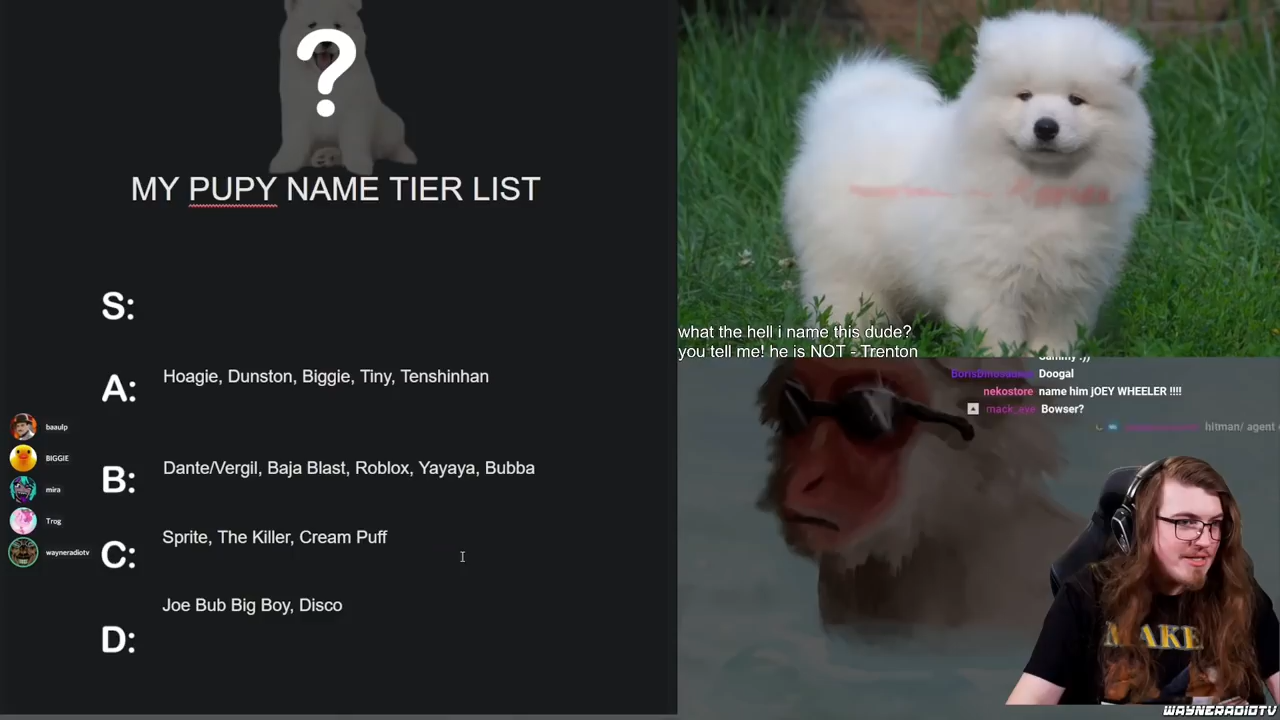 ?
MY PUPY NAME TIER LIST
S:
A:
Hoagie, Dunston, Biggie, Tiny, Tenshinhan
B:
Dante/Vergil, Baja Blast, Roblox, Yayaya, Bubba
C:
Sprite, The Killer, Cream Puff
D:
Joe Bub Big Boy, Disco
baaulp
BIGGIE
mira
Trog
wayneradiotv
what the hell i name this dude?
you tell me! he is NOT - Trenton
Doogal
nekostore name him JOEY WHEELER !!!!
mack_eye Bowser?
hitman/ agent
MAKE
WAYNERADIOTV